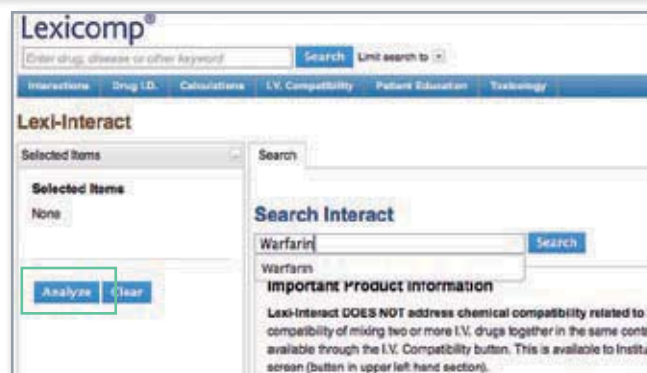 Lexicomp®
Enter drug, disease or other keyword Search Limit search to
Interactions Drug I.D. Calculations I.V. Compatibility Patient Education Toxicology
Lexi-Interact
Selected Items Search
Selected Items
None
Search Interact
Warfarin Search
Warfarin
Analyze Clear
Important Product Information
Lexi-Interact DOES NOT address chemical compatibility related to
compatibility of mixing two or more I.V. drugs together in the same cont
available through the I.V. Compatibility button. This is available to Institu
screen (button in upper left hand section).